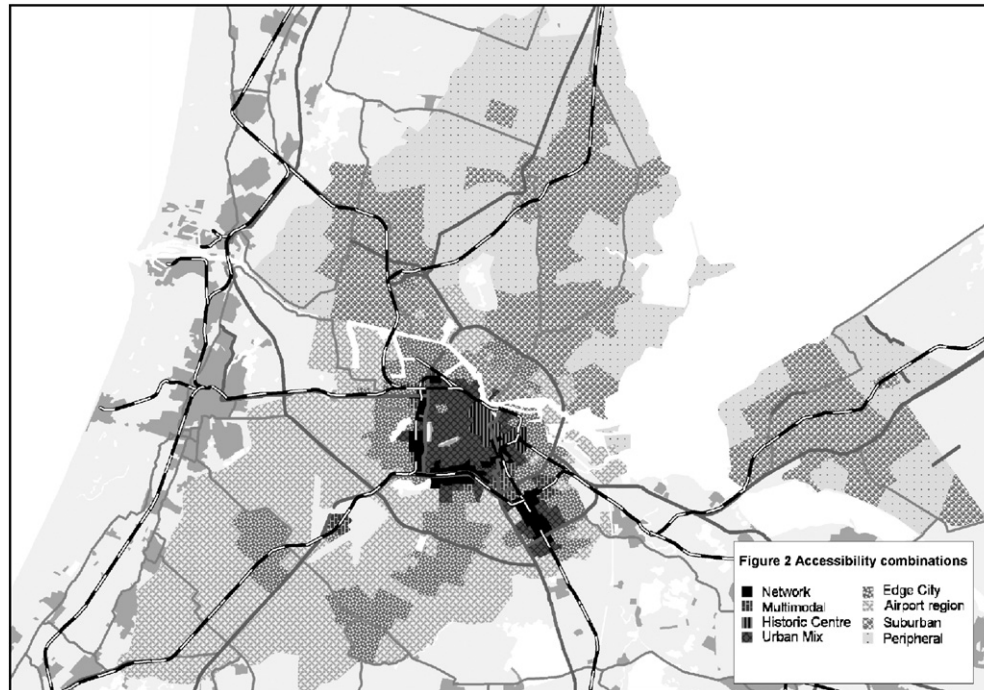 Figure 2 Accessibility combinations
Network
Multimodal
Historic Centre
Urban Mix
Edge City
Airport region
Suburban
Peripheral